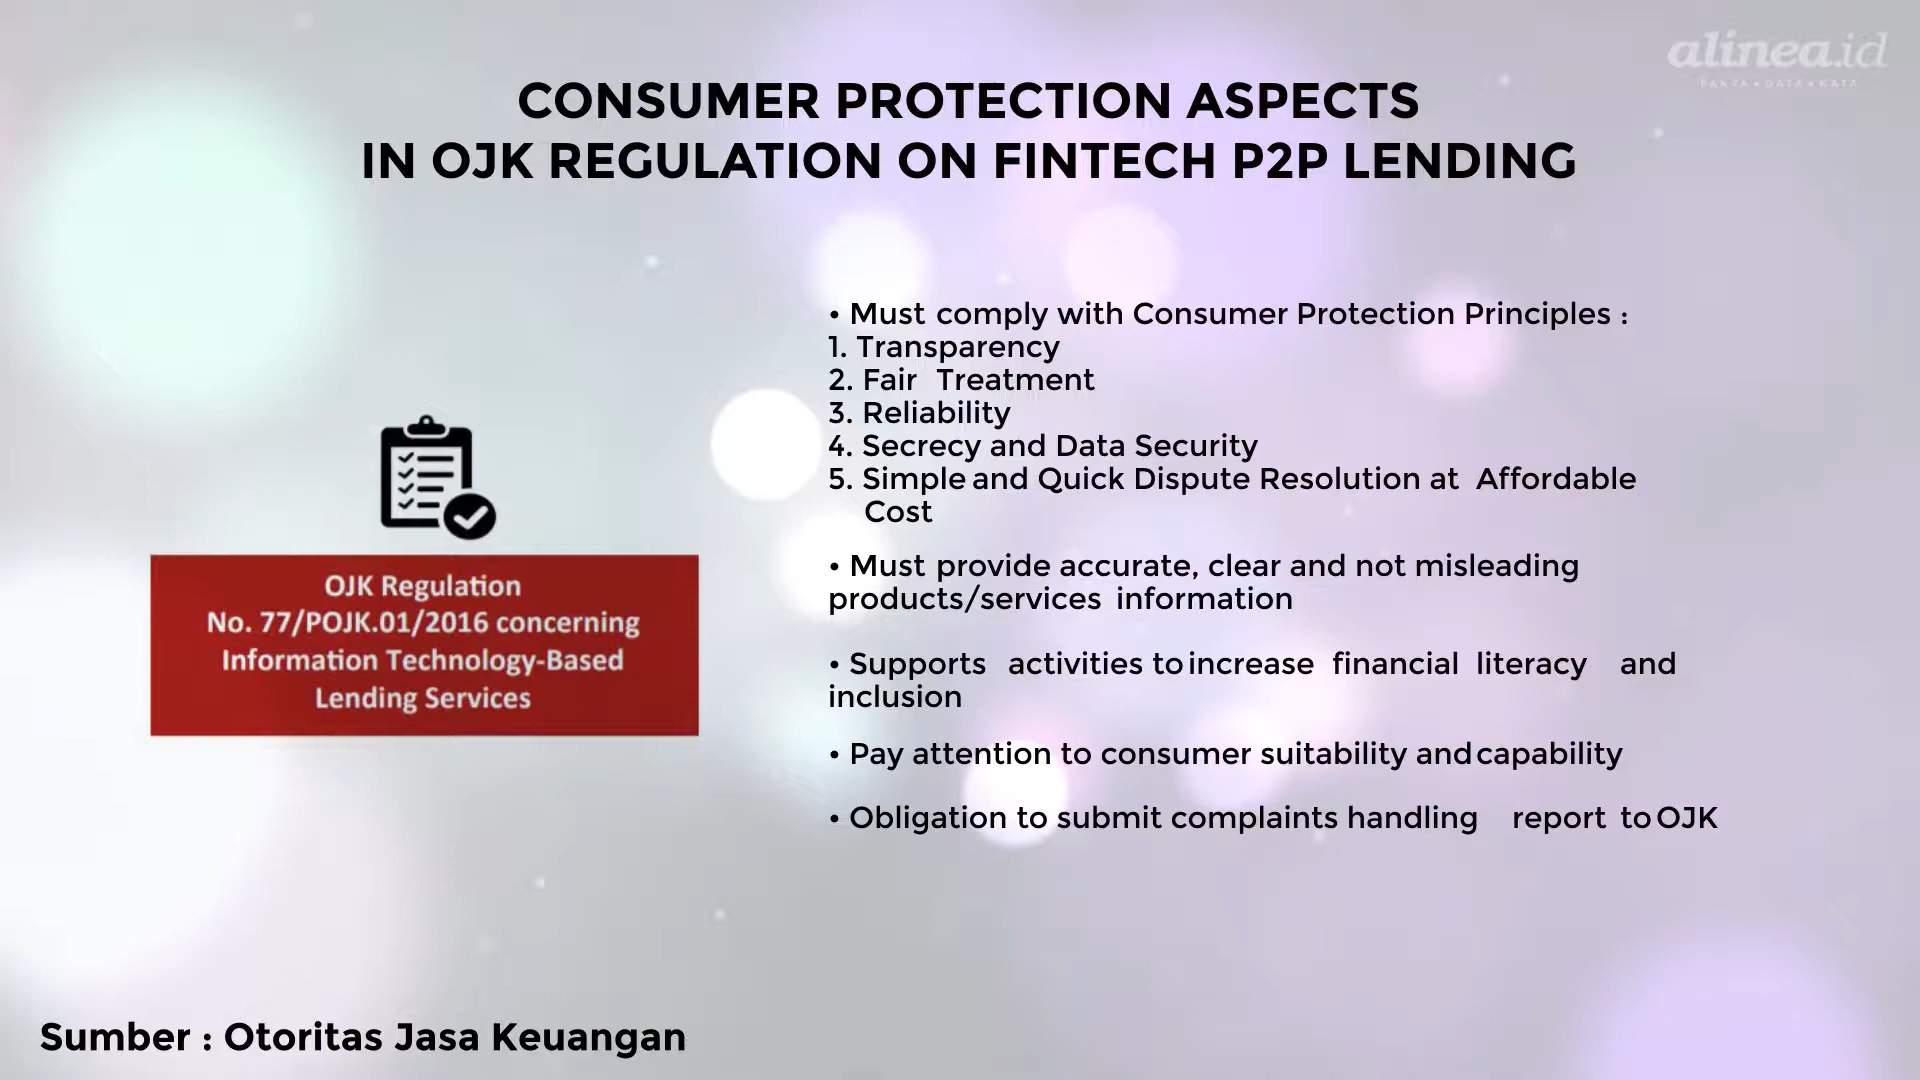 alinea.id
FAKTA • DATA • KATA
CONSUMER PROTECTION ASPECTS
IN OJK REGULATION ON FINTECH P2P LENDING
OJK Regulation
No. 77/POJK.01/2016 concerning
Information Technology-Based
Lending Services
• Must comply with Consumer Protection Principles :
1. Transparency
2. Fair Treatment
3. Reliability
4. Secrecy and Data Security
5. Simple and Quick Dispute Resolution at Affordable
Cost
• Must provide accurate, clear and not misleading
products/services information
• Supports activities to increase financial literacy and
inclusion
• Pay attention to consumer suitability and capability
• Obligation to submit complaints handling report to OJK
Sumber : Otoritas Jasa Keuangan